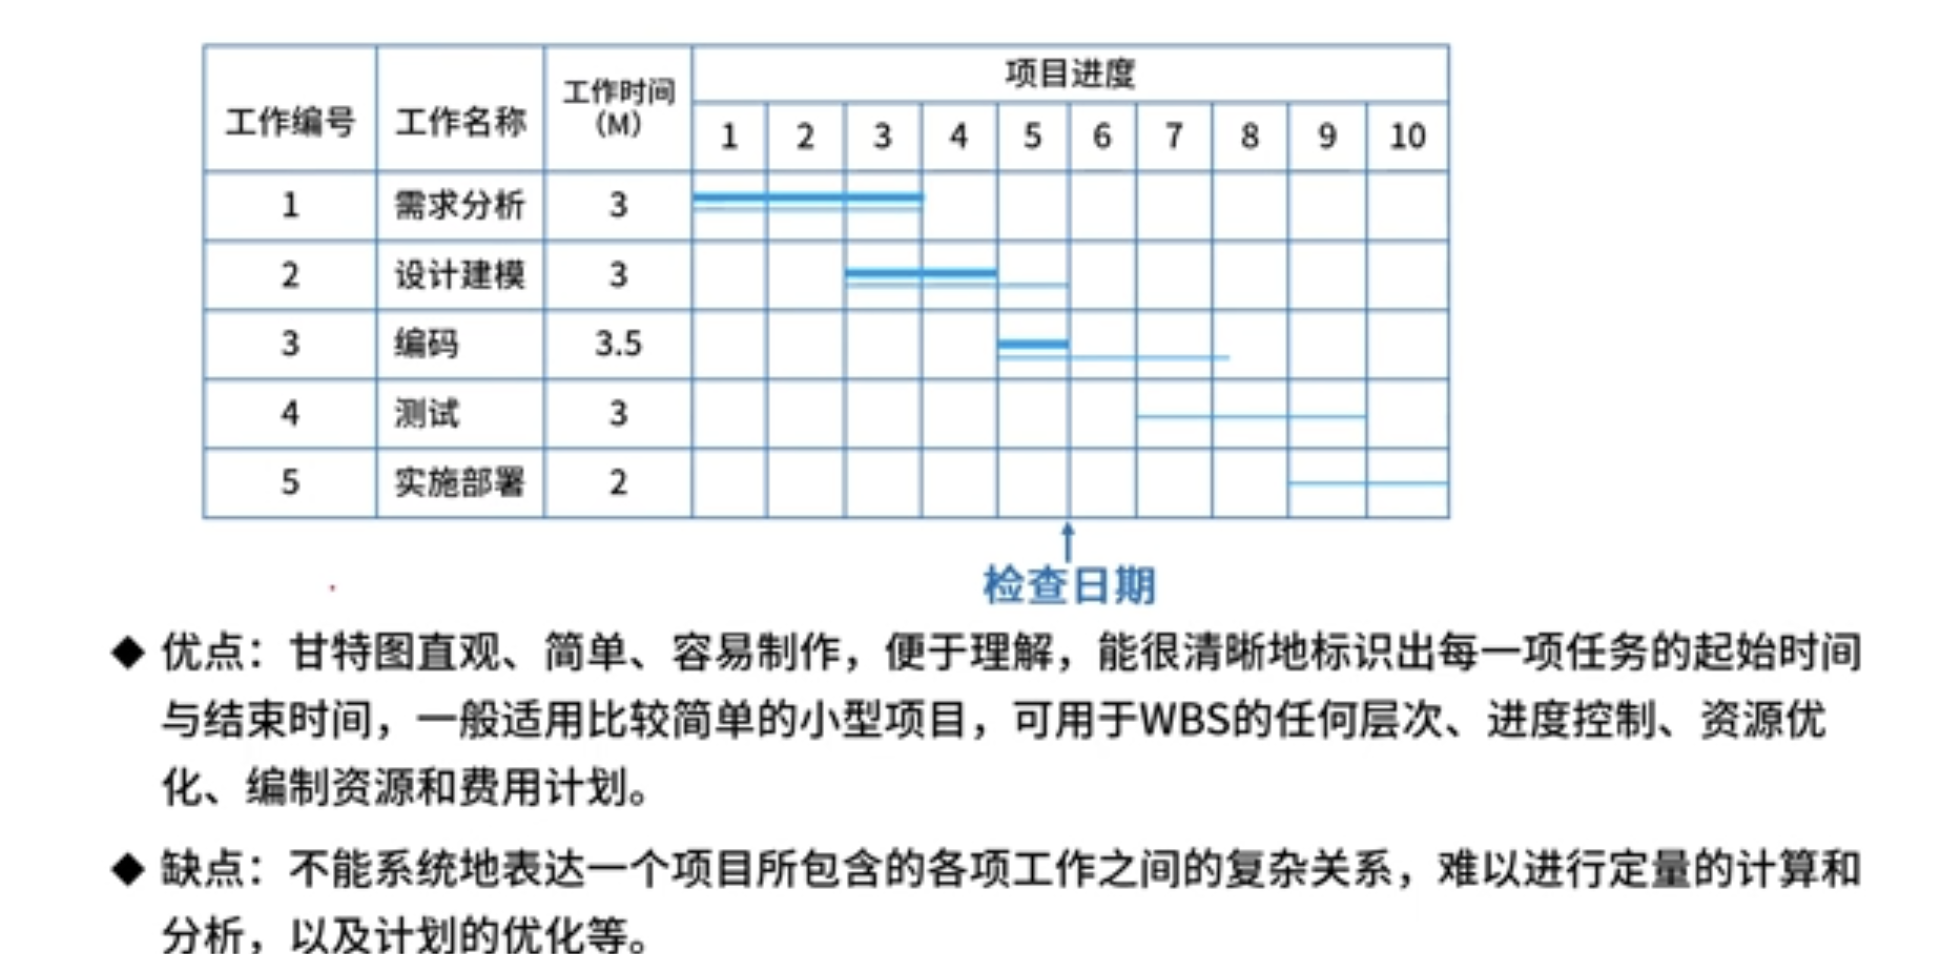 工作编号 工作名称 工作时间（M） 项目进度
1 2 3 4 5 6 7 8 9 10
1 需求分析 3
2 设计建模 3
3 编码 3.5
4 测试 3
5 实施部署 2
检查日期
◆ 优点：甘特图直观、简单、容易制作，便于理解，能很清晰地标识出每一项任务的起始时间
与结束时间，一般适用比较简单的小型项目，可用于WBS的任何层次、进度控制、资源优
化、编制资源和费用计划。
◆ 缺点：不能系统地表达一个项目所包含的各项工作之间的复杂关系，难以进行定量的计算和
分析，以及计划的优化等。